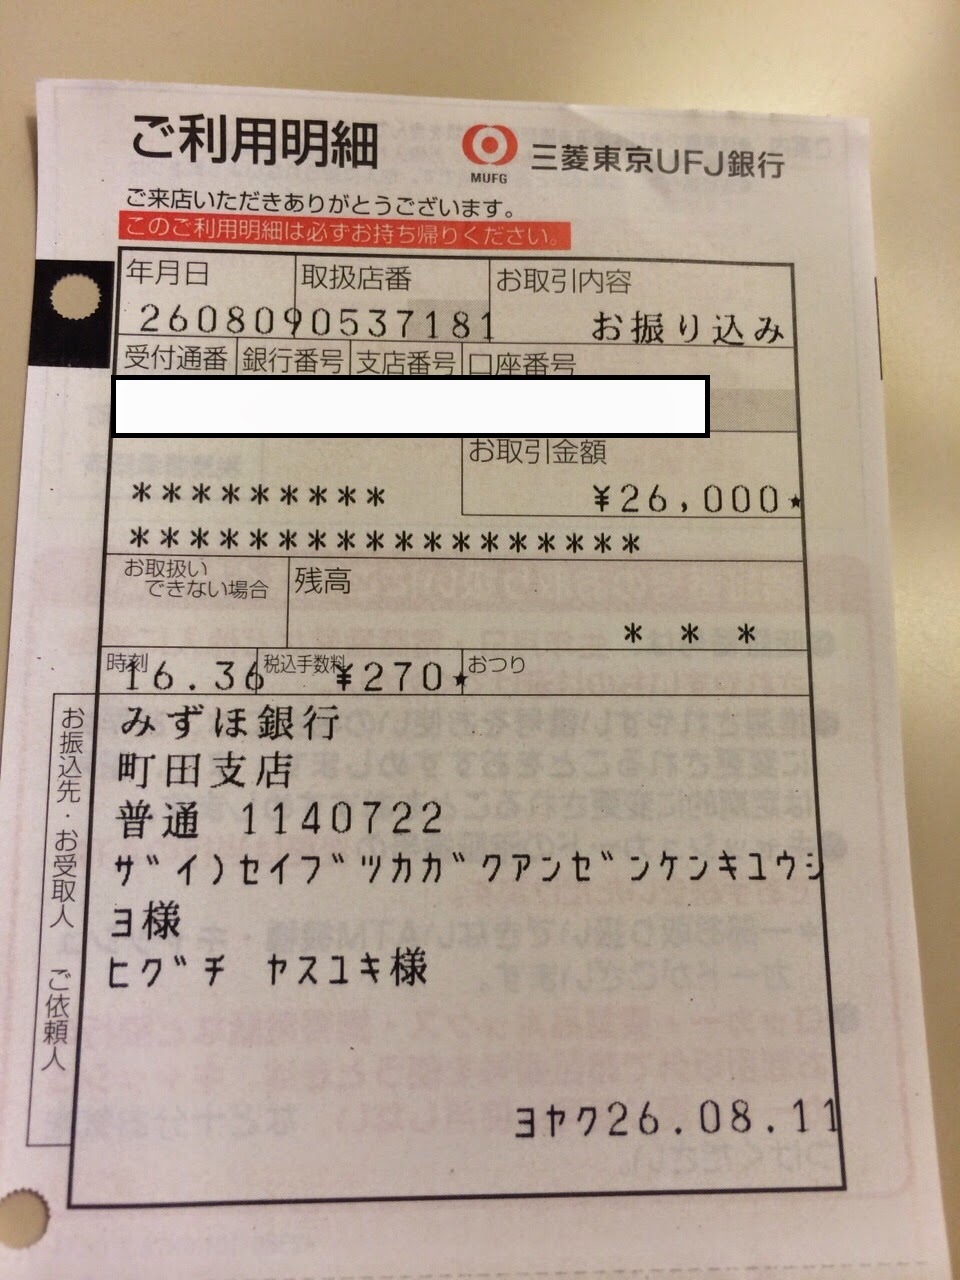 ご利用明細
MUFG
三菱東京UFJ銀行
ご来店いただきありがとうございます。
このご利用明細は必ずお持ち帰りください。
年月日 取扱店番 お取引内容
2608090537181 お振り込み
受付通番 銀行番号 支店番号 口座番号
お取引金額
¥26,000★
*********
******************
お取扱い
できない場合
残高
***
時刻 税込手数料 おつり
16.36 ¥270★
お振込先・お受取人 ご依頼人
みずほ銀行
町田支店
普通 1140722
ザイ)セイブツカガクアンゼンケンキユウシ
ヨ様
ヒグチ ヤスユキ様
ヨヤク26.08.11